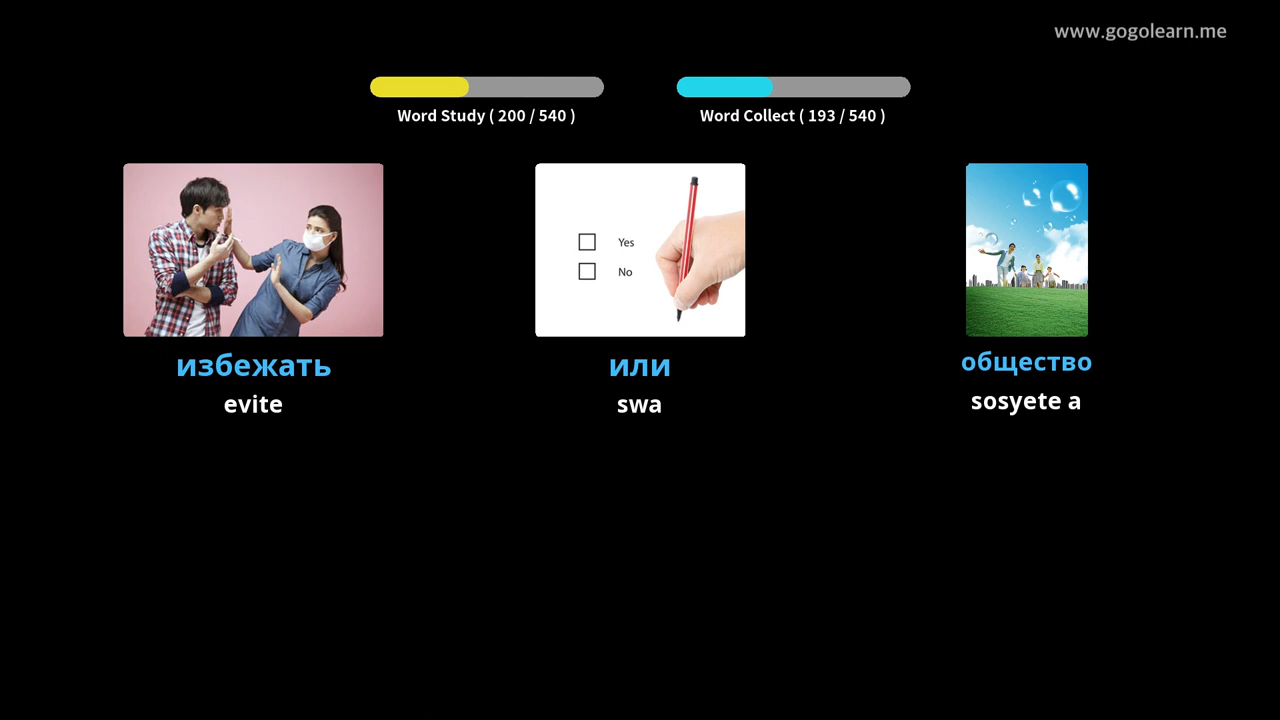 www.gogolearn.me
Word Study ( 200 / 540 )
Word Collect ( 193 / 540 )
Yes
No
избежать
или
общество
evite
swa
sosyete a